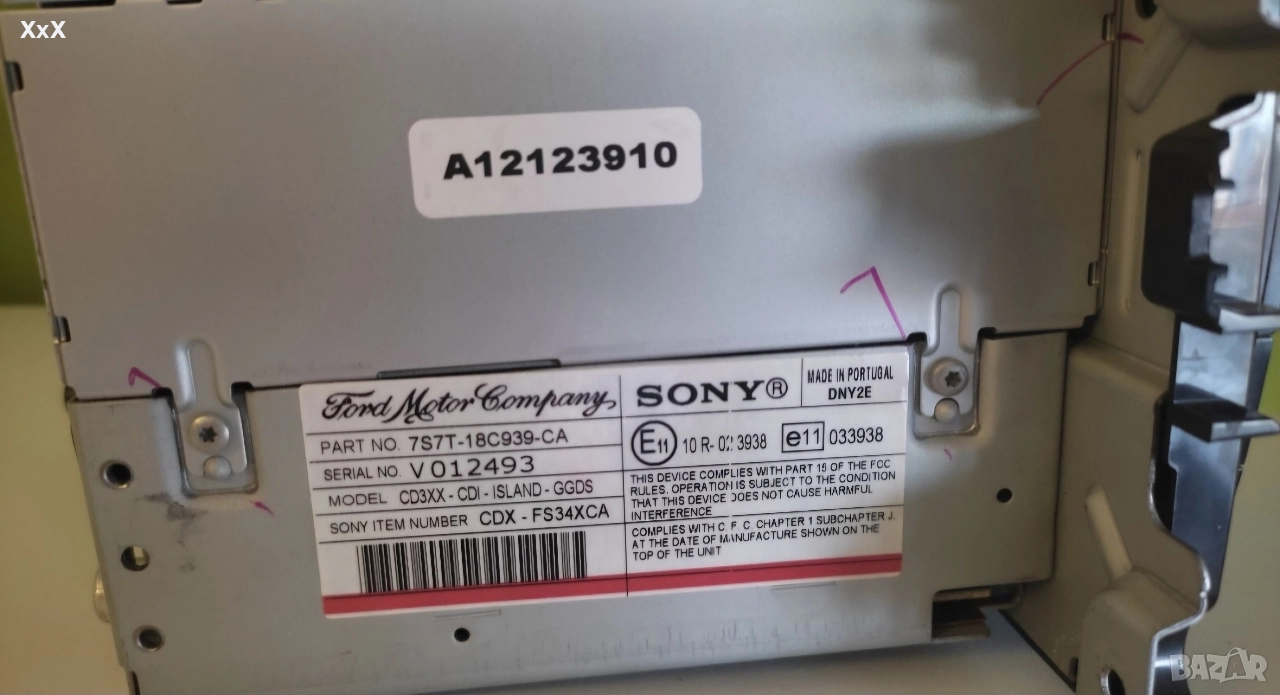 XxX
A12123910
Ford Motor Company
PART NO. 7S7T-18C939-CA
SERIAL NO. V012493
MODEL CD3XX - CDI - ISLAND - GGDS
SONY ITEM NUMBER CDX - FS34XCA
SONY®
MADE IN PORTUGAL
DNY2E
E11 10 R- 023938 e11 033938
THIS DEVICE COMPLIES WITH PART 15 OF THE FCC
RULES. OPERATION IS SUBJECT TO THE CONDITION
THAT THIS DEVICE DOES NOT CAUSE HARMFUL
INTERFERENCE
COMPLIES WITH C. F. C. CHAPTER 1 SUBCHAPTER J.
AT THE DATE OF MANUFACTURE SHOWN ON THE
TOP OF THE UNIT
BAZAR